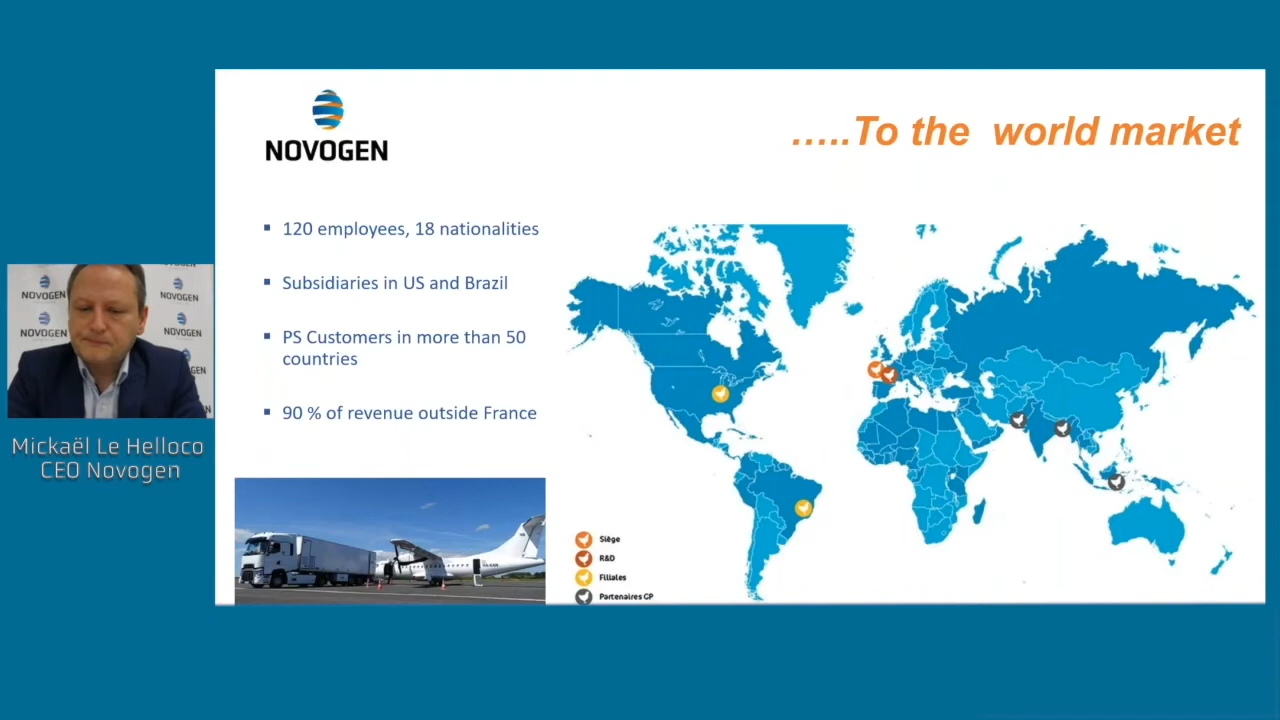 NOVOGEN
…..To the  world market
120 employees, 18 nationalities
Subsidiaries in US and Brazil
PS Customers in more than 50
countries
90 % of revenue outside France
NOVOGEN
NOVOGEN
NOVOGEN
NOVOGEN
Mickaël Le Helloco
CEO Novogen
Siège
R&D
Filiales
Partenaires GP